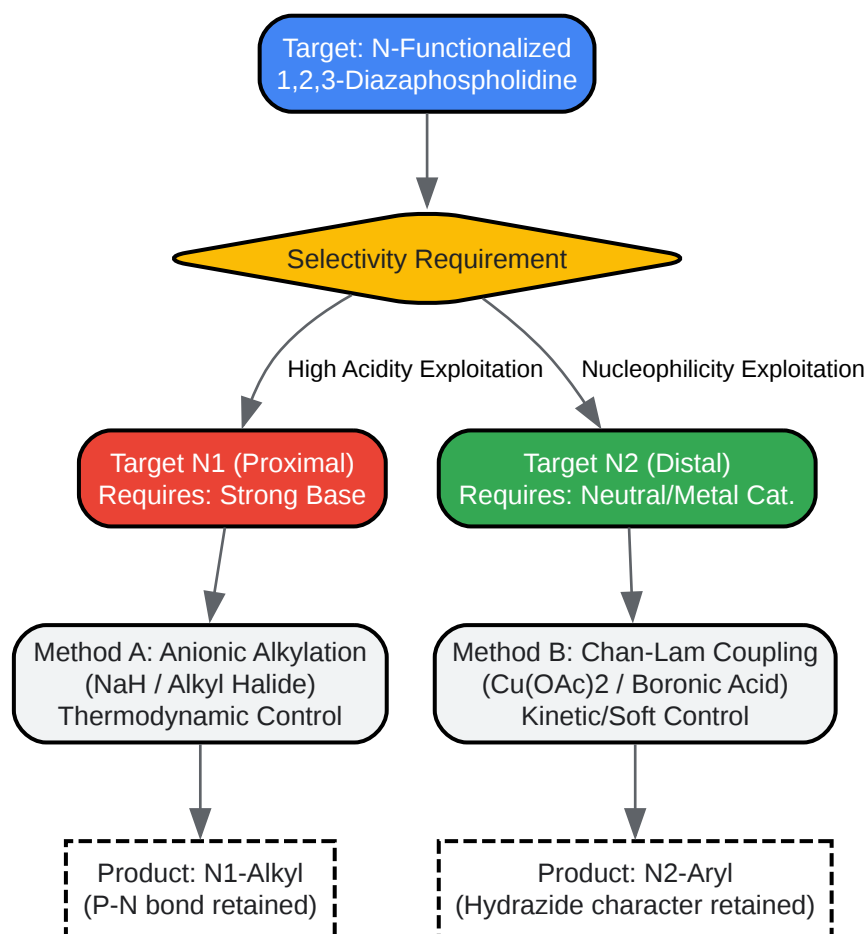 Target: N-Functionalized
1,2,3-Diazaphospholidine
Selectivity Requirement
High Acidity Exploitation
Nucleophilicity Exploitation
Target N1 (Proximal)
Requires: Strong Base
Target N2 (Distal)
Requires: Neutral/Metal Cat.
Method A: Anionic Alkylation
(NaH / Alkyl Halide)
Thermodynamic Control
Method B: Chan-Lam Coupling
(Cu(OAc)2 / Boronic Acid)
Kinetic/Soft Control
Product: N1-Alkyl
(P-N bond retained)
Product: N2-Aryl
(Hydrazide character retained)